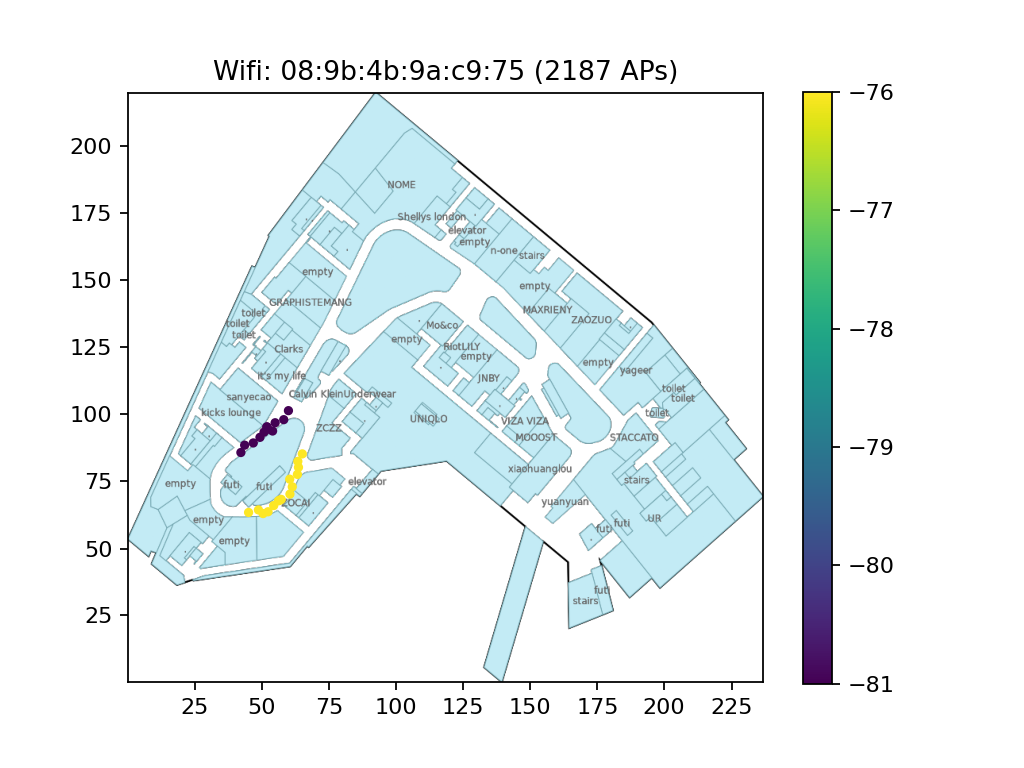 Wifi: 08:9b:4b:9a:c9:75 (2187 APs)
200
175
150
125
100
75
50
25
25
50
75
100
125
150
175
200
225
−76
−77
−78
−79
−80
−81
NOME
Shellys london
elevator
empty
n-one
stairs
empty
empty
GRAPHISTEMANG
MAXRIENY
ZAOZUO
toilet
toilet
toilet
Mo&co
empty
RiotLILY
empty
Clarks
empty
yageer
it's my life
JNBY
toilet
toilet
sanyecao
Calvin KleinUnderwear
kicks lounge
UNIQLO
toilet
ZCZZ
VIZA VIZA
MOOOST
STACCATO
xiaohuanglou
empty
futi
futi
elevator
stairs
yuanyuan
empty
futi
futi
UR
empty
futi
stairs